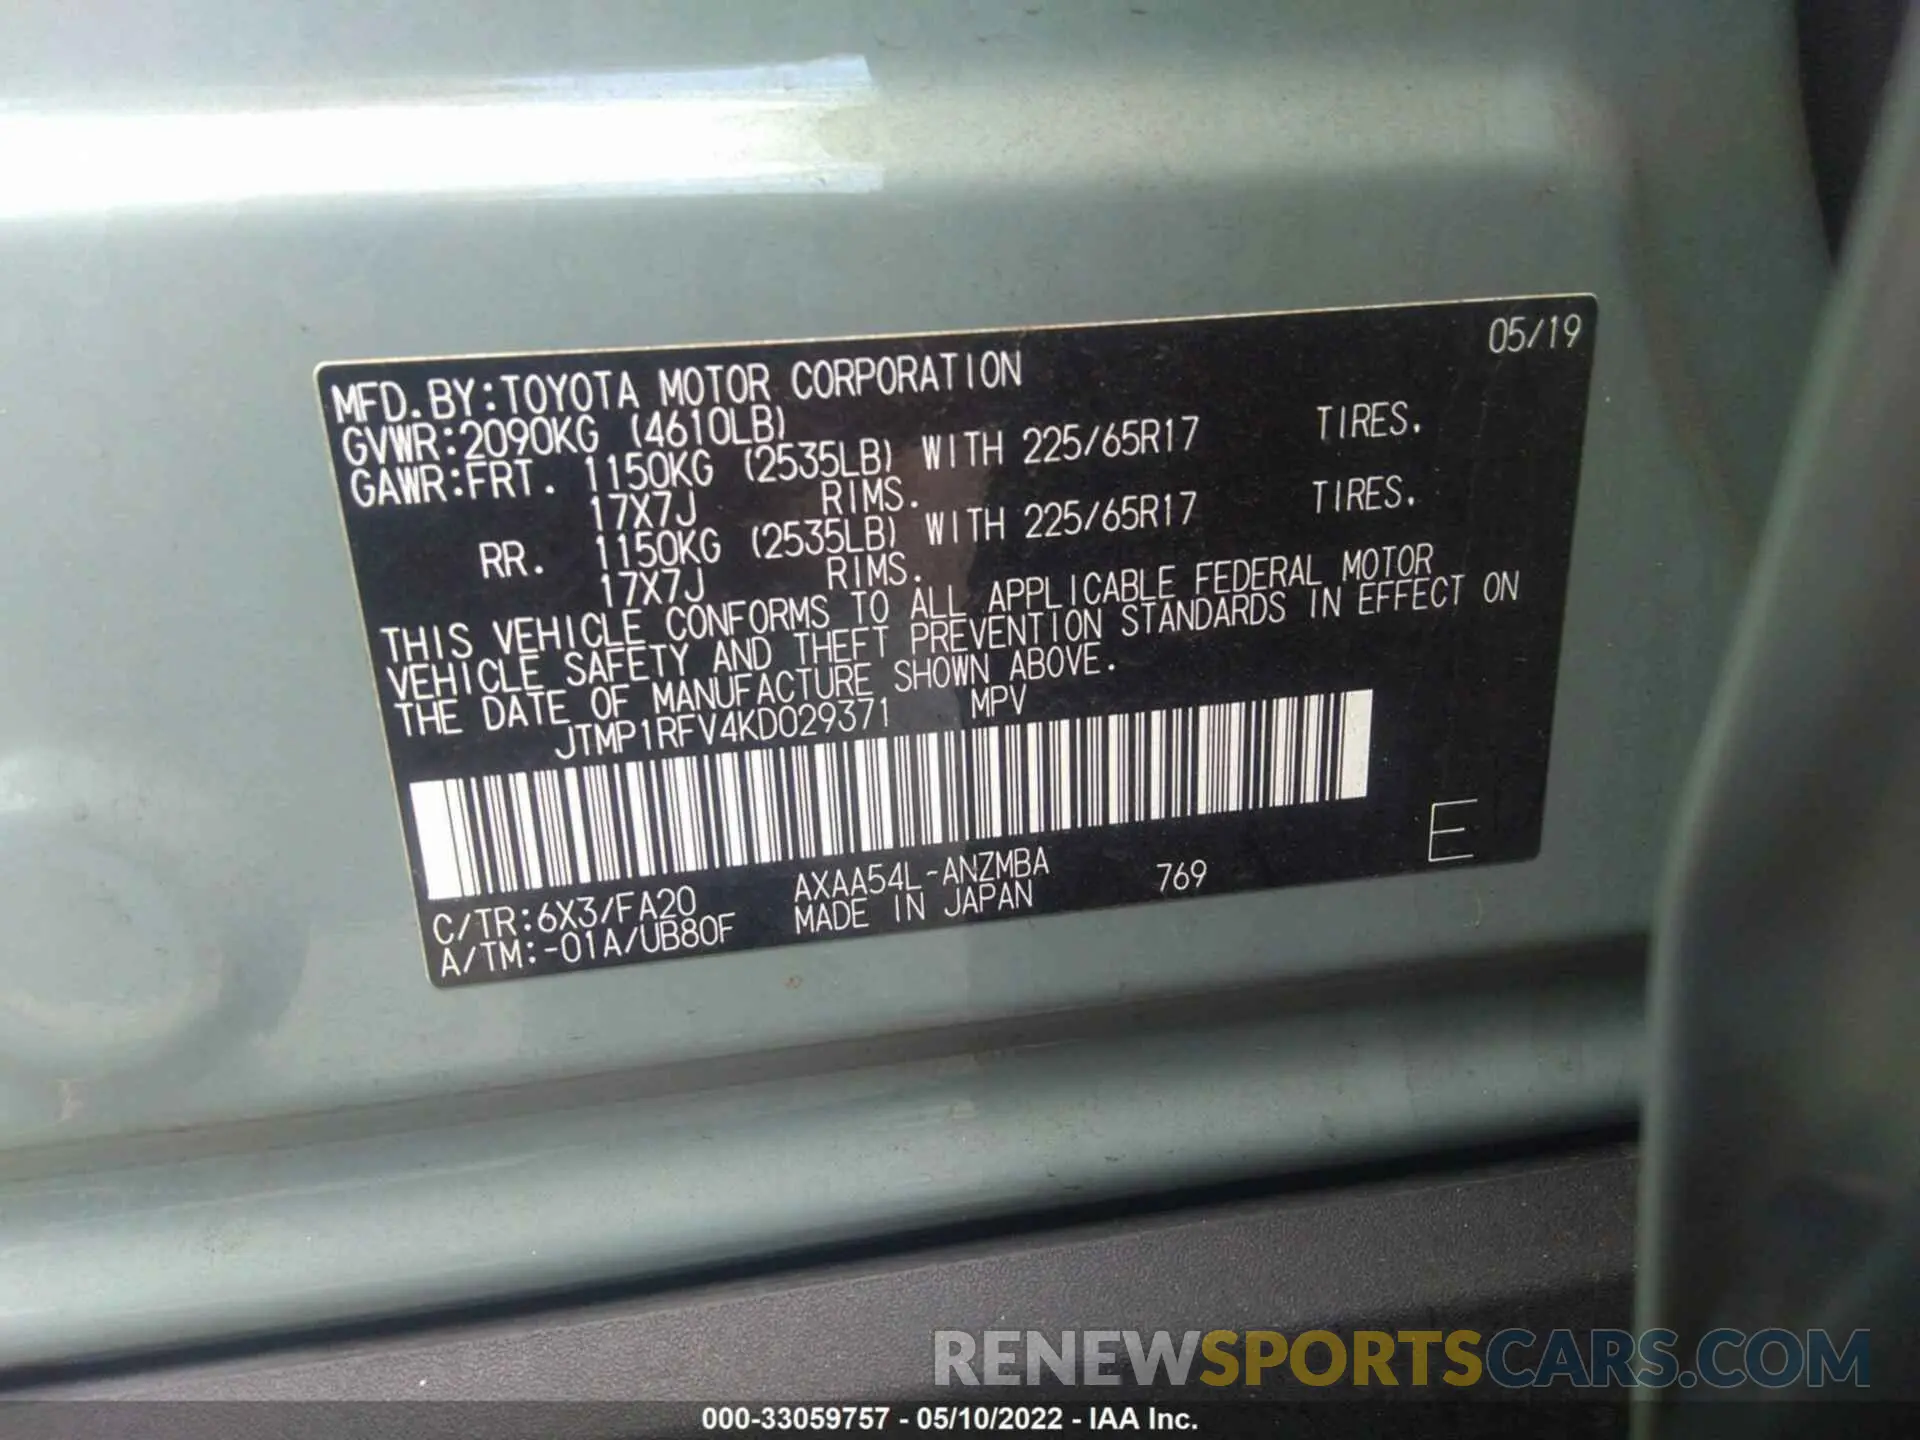 05/19
MFD.BY:TOYOTA MOTOR CORPORATION
GVWR:2090KG (4610LB)
GAWR:FRT. 1150KG (2535LB) WITH 225/65R17 TIRES.
17X7J RIMS.
RR. 1150KG (2535LB) WITH 225/65R17 TIRES.
17X7J RIMS.
THIS VEHICLE CONFORMS TO ALL APPLICABLE FEDERAL MOTOR
VEHICLE SAFETY AND THEFT PREVENTION STANDARDS IN EFFECT ON
THE DATE OF MANUFACTURE SHOWN ABOVE.
JTMP1RFV4KD029371 MPV
E
C/TR:6X3/FA20 AXAA54L-ANZMBA 769
A/TM:-01A/UB80F MADE IN JAPAN
RENEWSPORTSCARS.COM
000-33059757 - 05/10/2022 - IAA Inc.